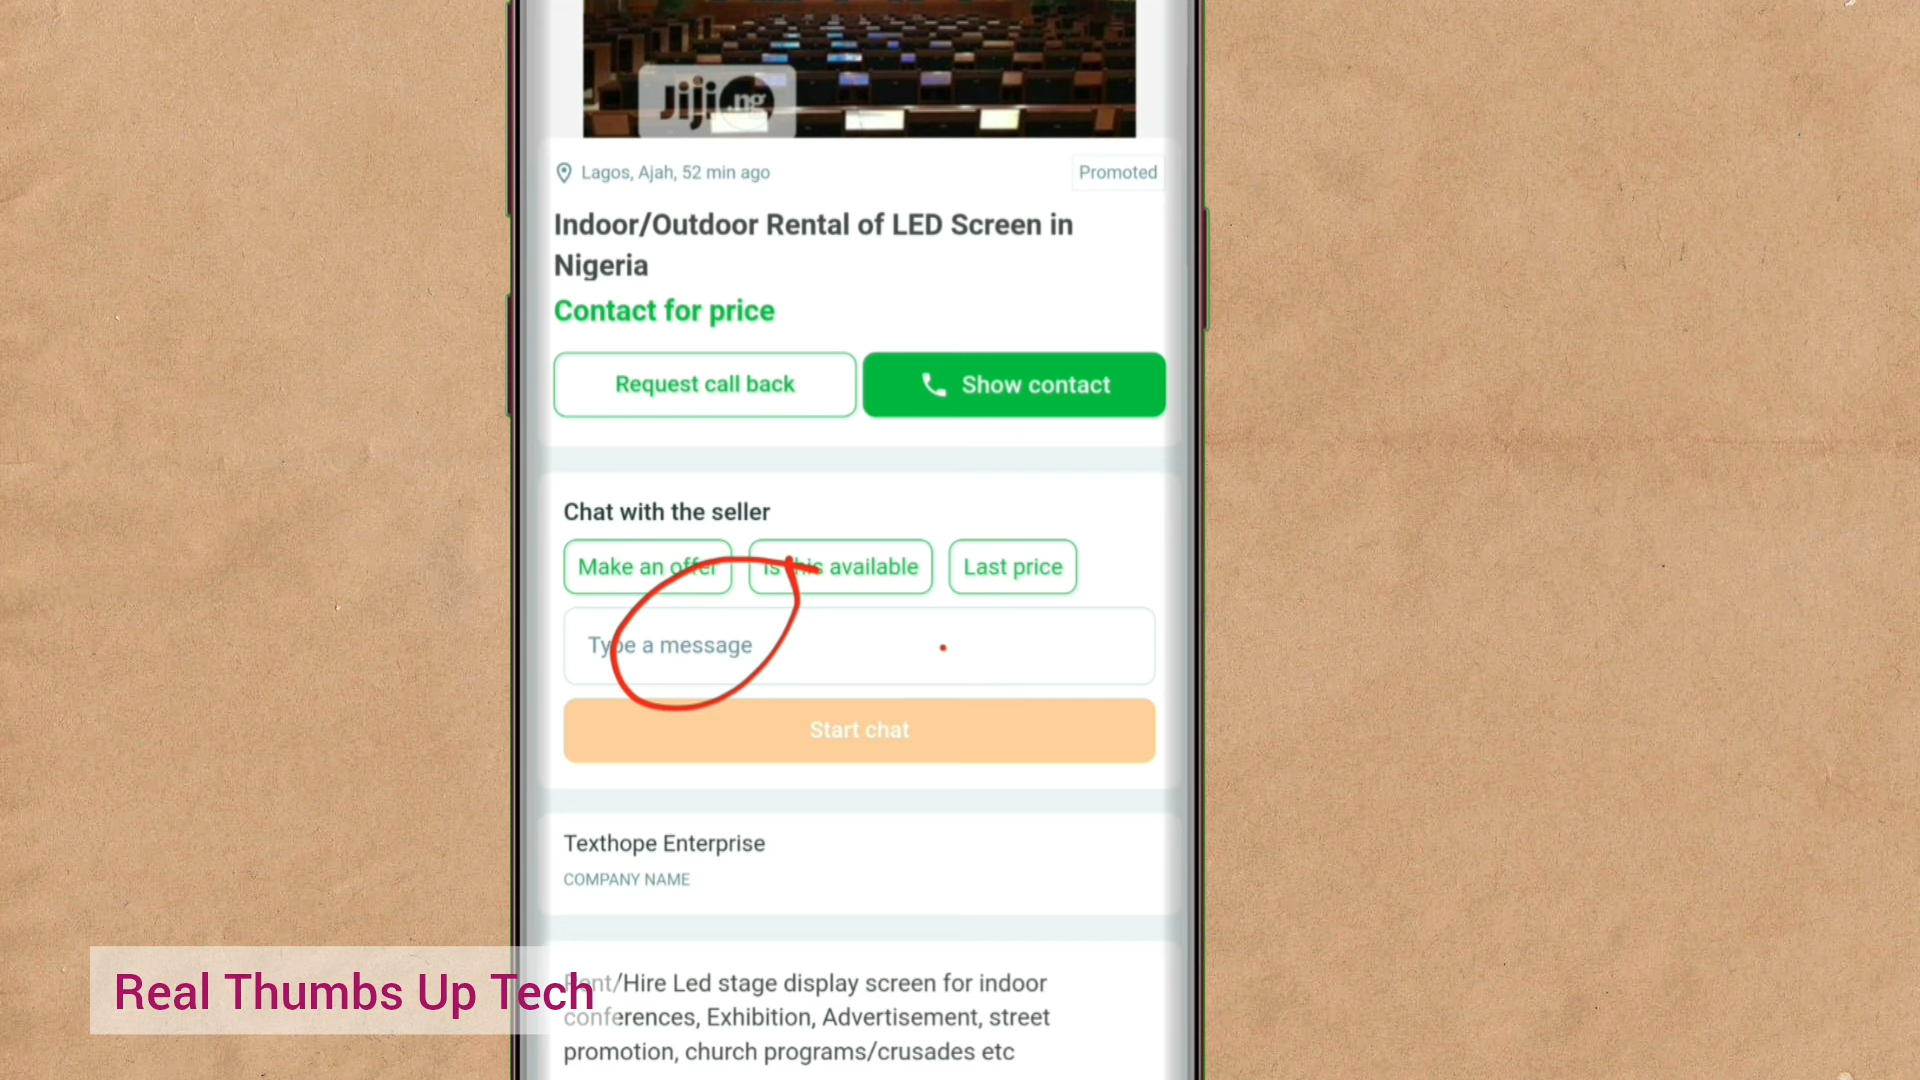 Jiji.ng
Lagos, Ajah, 52 min ago
Promoted
Indoor/Outdoor Rental of LED Screen in
Nigeria
Contact for price
Request call back
Show contact
Chat with the seller
Make an offer
Is this available
Last price
Type a message
Start chat
Texthope Enterprise
COMPANY NAME
Rent/Hire Led stage display screen for indoor
conferences, Exhibition, Advertisement, street
promotion, church programs/crusades etc
Real Thumbs Up Tech